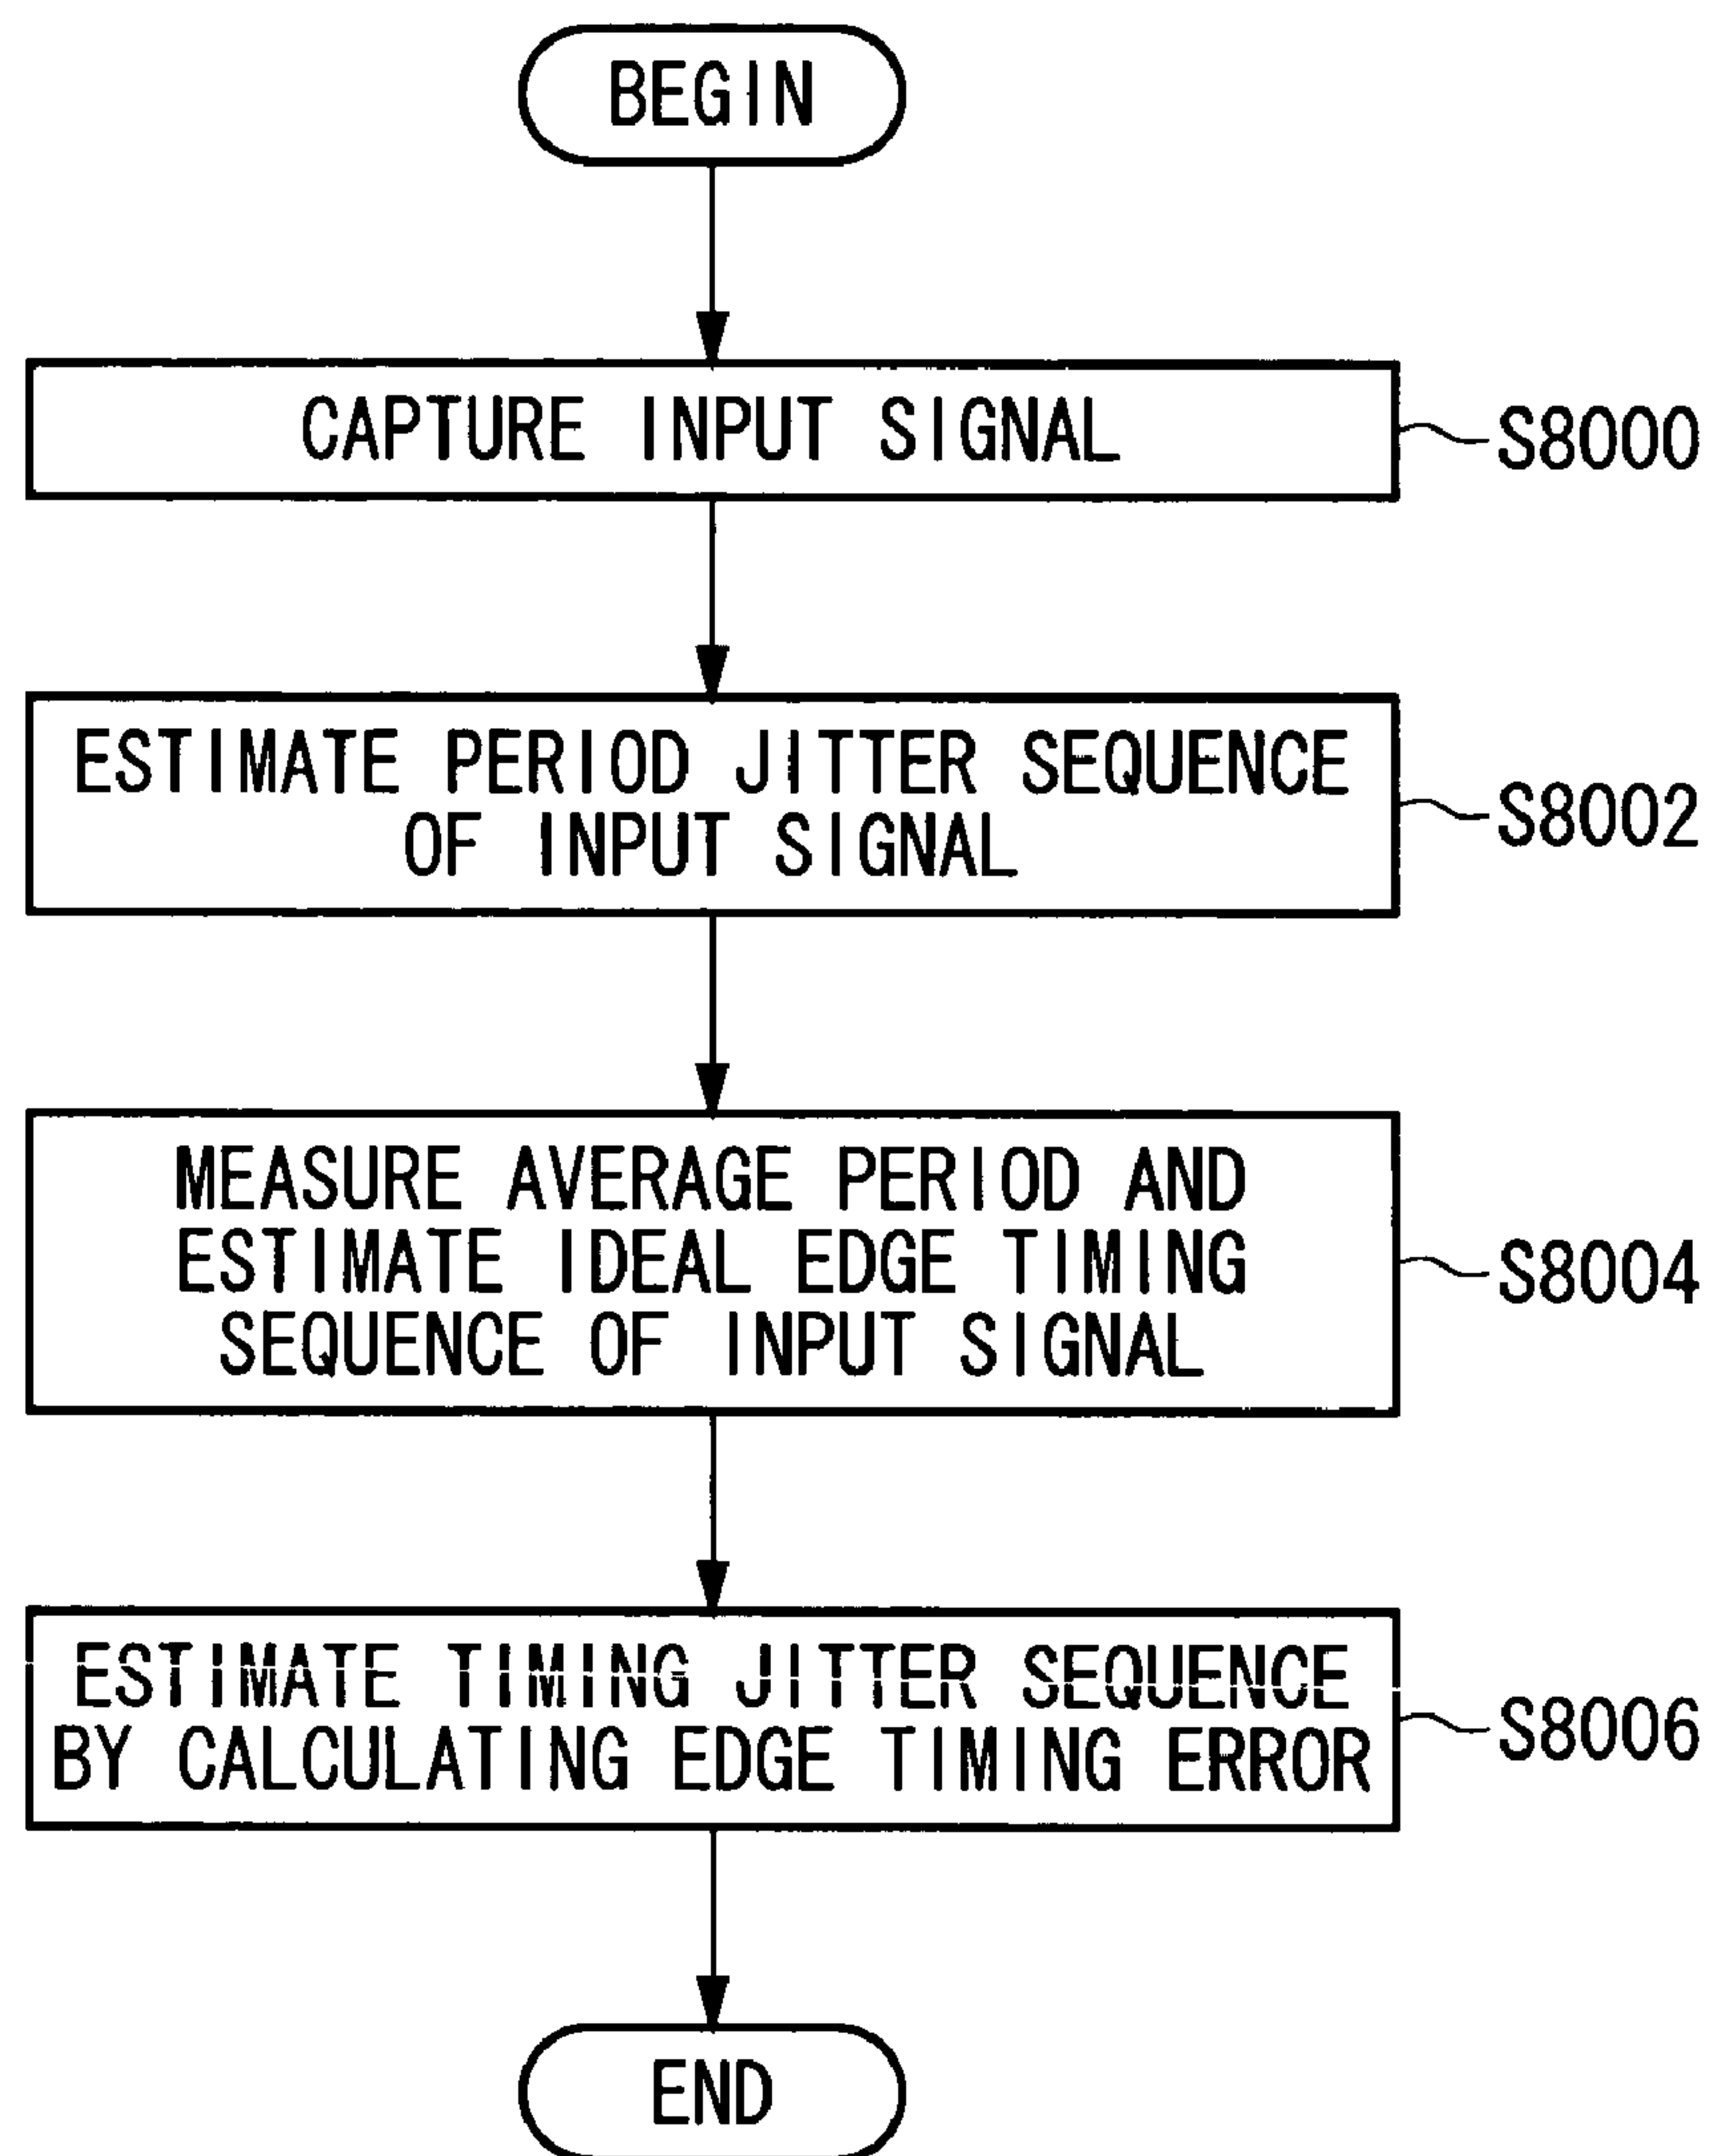 BEGIN
CAPTURE INPUT SIGNAL
S8000
ESTIMATE PERIOD JITTER SEQUENCE
OF INPUT SIGNAL
S8002
MEASURE AVERAGE PERIOD AND
ESTIMATE IDEAL EDGE TIMING
SEQUENCE OF INPUT SIGNAL
S8004
ESTIMATE TIMING JITTER SEQUENCE
BY CALCULATING EDGE TIMING ERROR
S8006
END